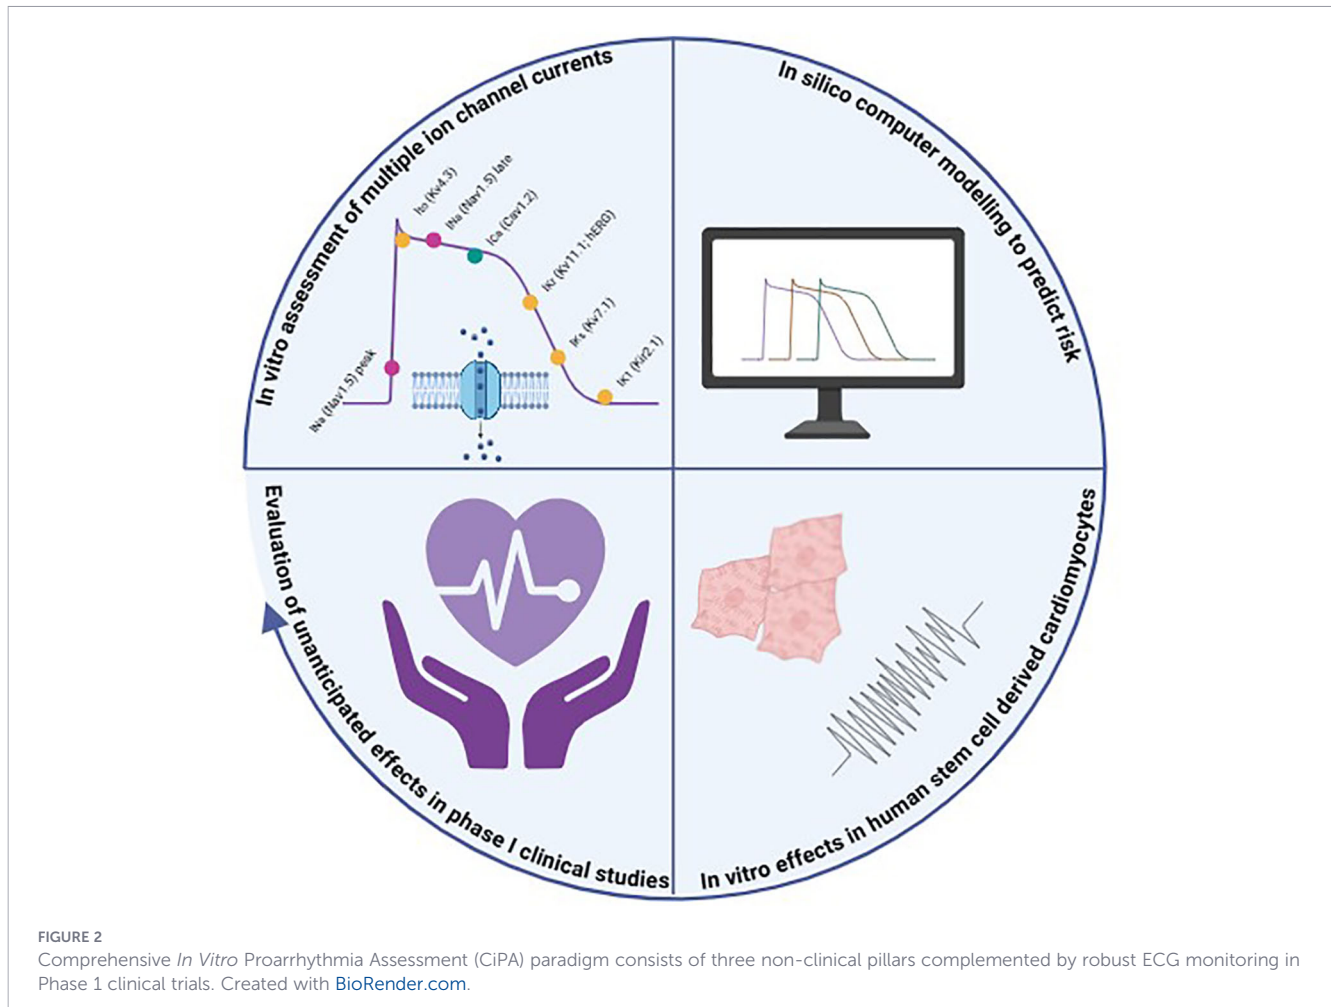 In vitro assessment of multiple ion channel currents
In silico computer modelling to predict risk
Ito (Kv4.3)
INa (Nav1.5) late
ICa (Cav1.2)
IKr (Kv11.1; hERG)
IKs (Kv7.1)
IK1 (Kir2.1)
INa (Nav1.5) peak
Evaluation of unanticipated effects in phase I clinical studies
In vitro effects in human stem cell derived cardiomyocytes
FIGURE 2
Comprehensive In Vitro Proarrhythmia Assessment (CiPA) paradigm consists of three non-clinical pillars complemented by robust ECG monitoring in
Phase 1 clinical trials. Created with BioRender.com.